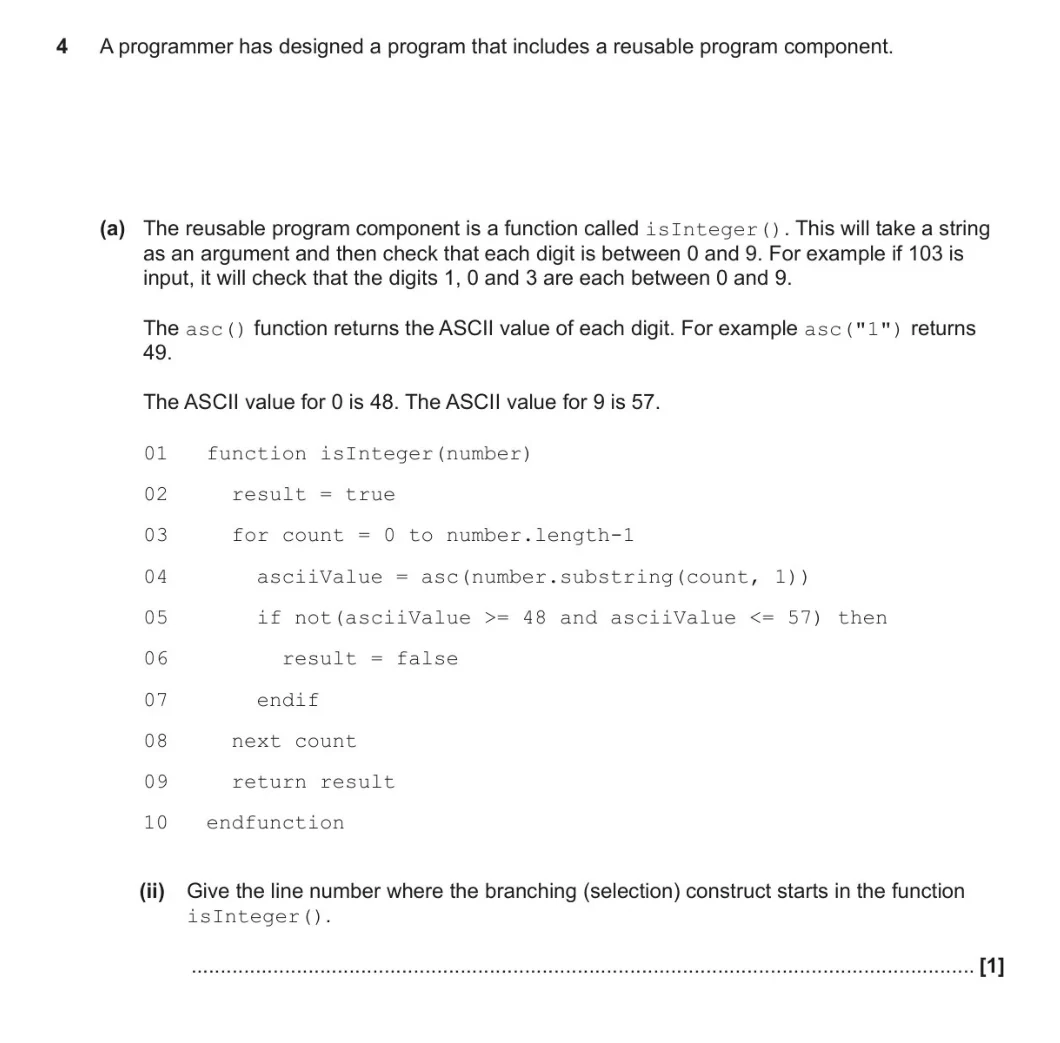 4 A programmer has designed a program that includes a reusable program component.
(a) The reusable program component is a function called isInteger(). This will take a string
as an argument and then check that each digit is between 0 and 9. For example if 103 is
input, it will check that the digits 1, 0 and 3 are each between 0 and 9.
The asc() function returns the ASCII value of each digit. For example asc("1") returns
49.
The ASCII value for 0 is 48. The ASCII value for 9 is 57.
01 function isInteger(number)
02 result = true
03 for count = 0 to number.length-1
04 asciiValue = asc(number.substring(count, 1))
05 if not(asciiValue >= 48 and asciiValue <= 57) then
06 result = false
07 endif
08 next count
09 return result
10 endfunction
(ii) Give the line number where the branching (selection) construct starts in the function
isInteger().
.......................................................................................................................................... [1]